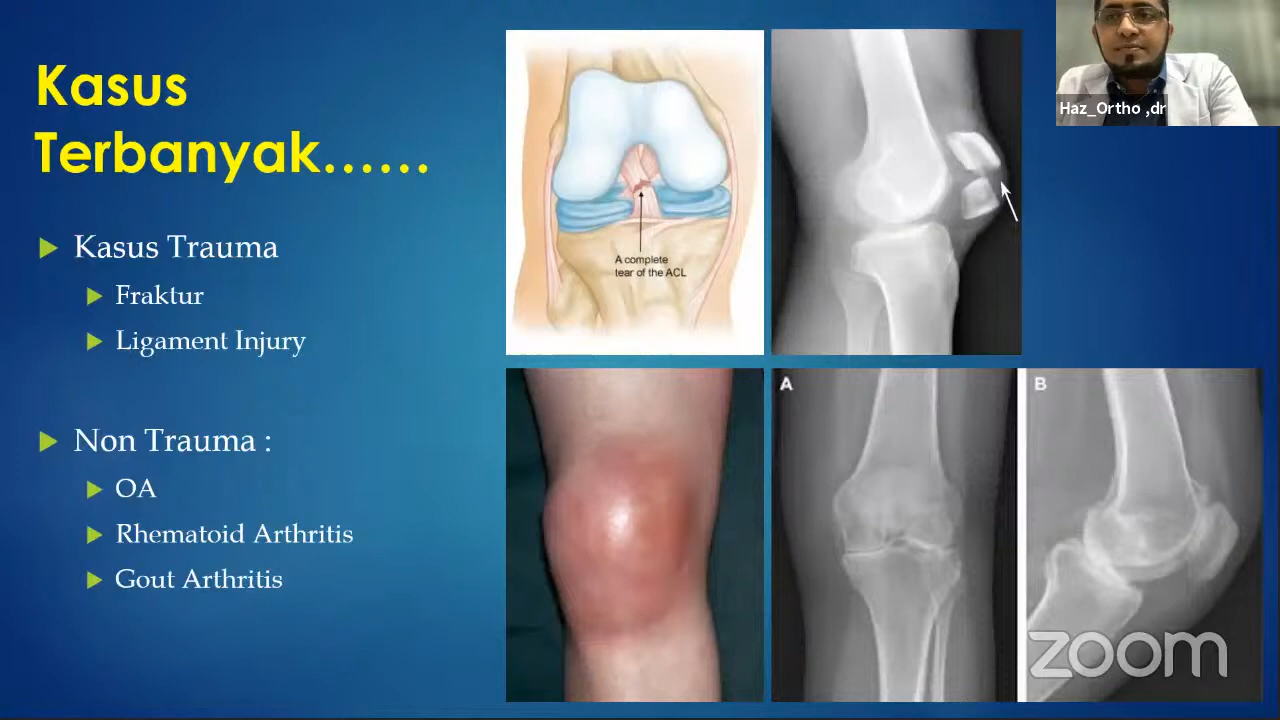 Kasus
Terbanyak......
Kasus Trauma
Fraktur
Ligament Injury
Non Trauma :
OA
Rhematoid Arthritis
Gout Arthritis
A complete
tear of the ACL
A
B
Haz_Ortho ,dr
zoom